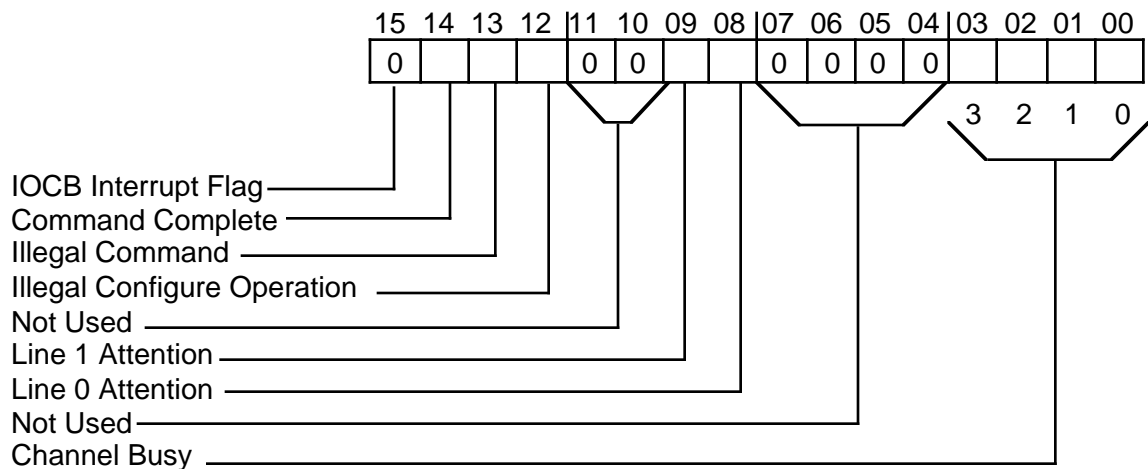 15 14 13 12 11 10 09 08 07 06 05 04 03 02 01 00
0 0 0 0 0 0 0
3 2 1 0
IOCB Interrupt Flag
Command Complete
Illegal Command
Illegal Configure Operation
Not Used
Line 1 Attention
Line 0 Attention
Not Used
Channel Busy